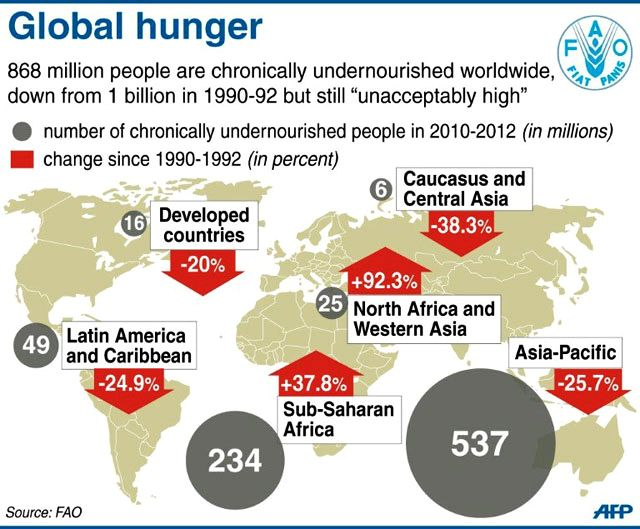 Global hunger
F A O
FIAT PANIS
868 million people are chronically undernourished worldwide,
down from 1 billion in 1990-92 but still “unacceptably high”
number of chronically undernourished people in 2010-2012 (in millions)
change since 1990-1992 (in percent)
6
Caucasus and
Central Asia
-38.3%
16
Developed
countries
-20%
+92.3%
25
North Africa and
Western Asia
49
Latin America
and Caribbean
-24.9%
Asia-Pacific
-25.7%
+37.8%
Sub-Saharan
Africa
234
537
Source: FAO
AFP